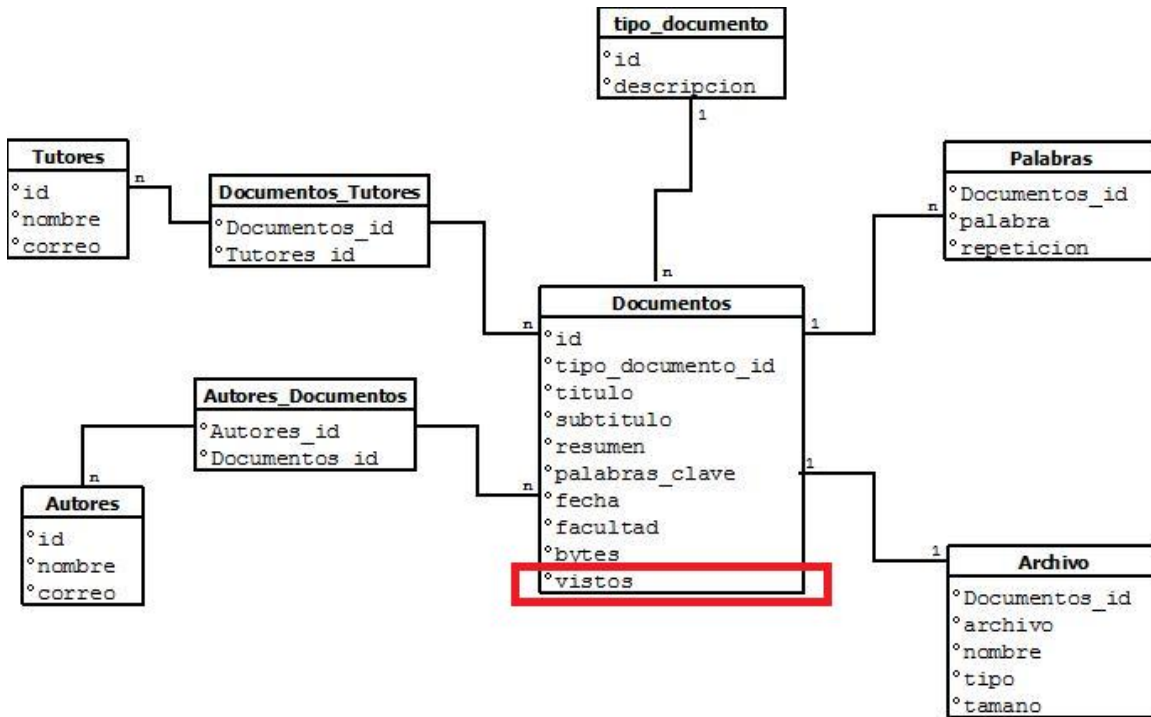 tipo_documento
id
descripcion
1
Tutores
id
nombre
correo
n
Documentos_Tutores
Documentos_id
Tutores_id
n
Palabras
Documentos_id
palabra
repeticion
n
n
Documentos
id
tipo_documento_id
titulo
subtitulo
resumen
palabras_clave
fecha
facultad
bytes
vistos
1
1
Autores_Documentos
Autores_id
Documentos_id
n
n
Autores
id
nombre
correo
1
Archivo
Documentos_id
archivo
nombre
tipo
tamano